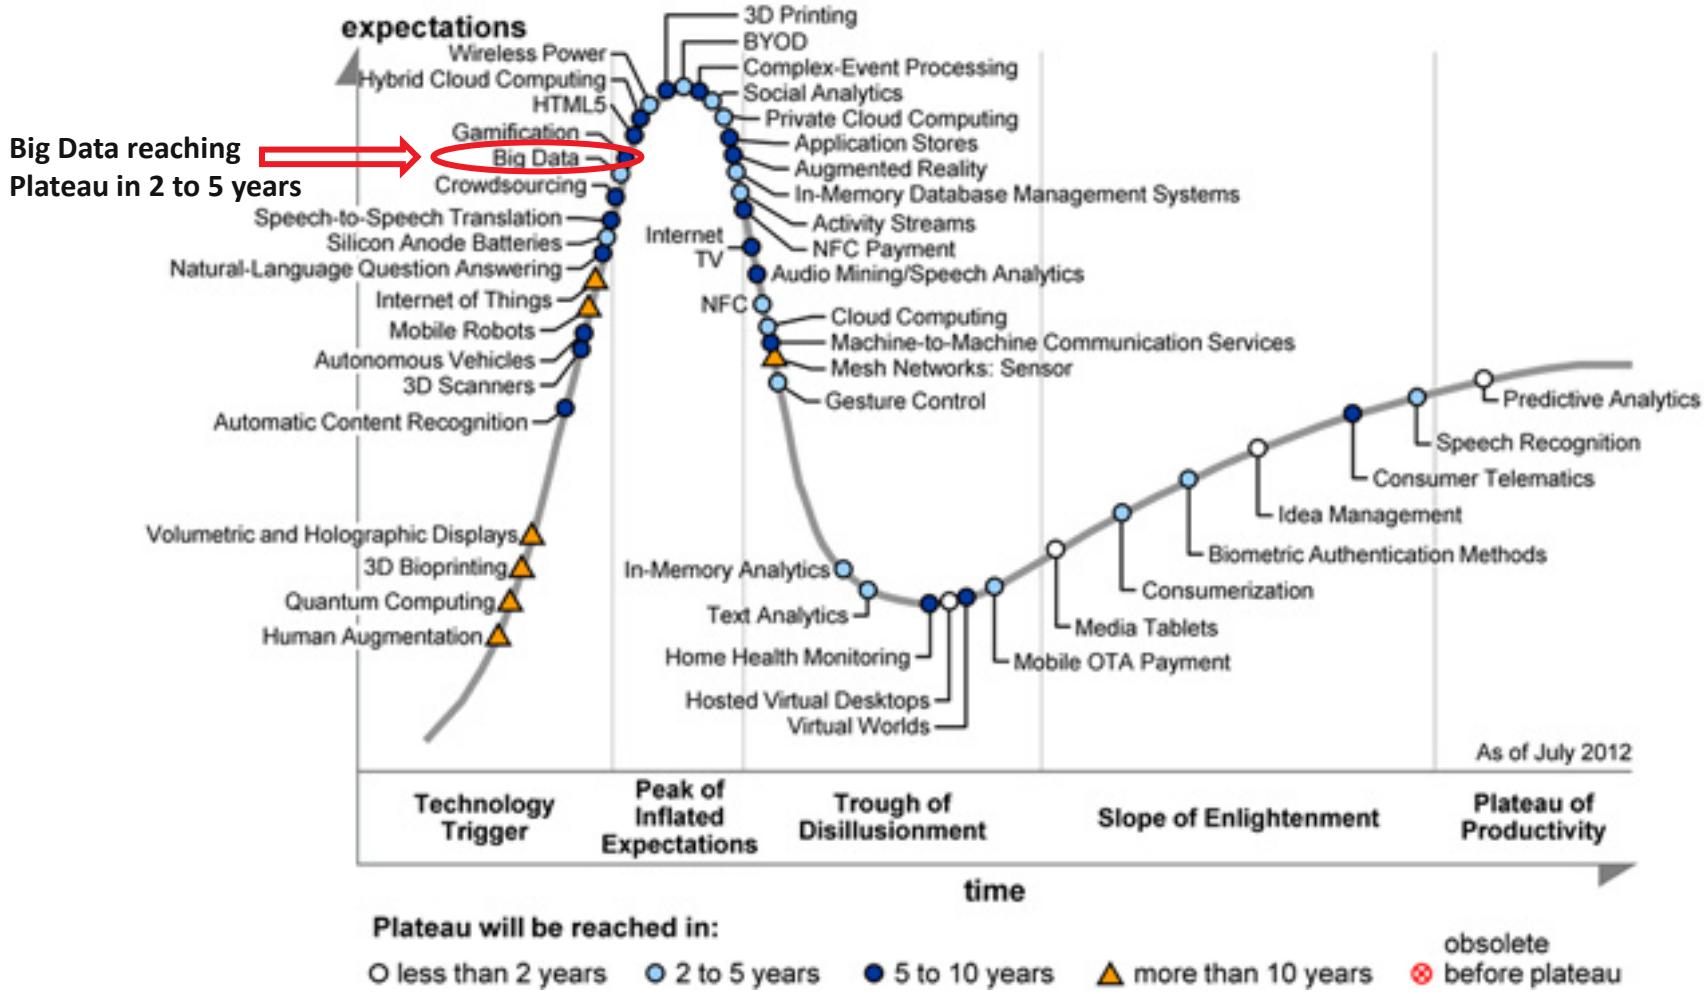 expectations
3D Printing
BYOD
Wireless Power
Complex-Event Processing
Hybrid Cloud Computing
Social Analytics
HTML5
Private Cloud Computing
Gamification
Application Stores
Big Data reaching
Plateau in 2 to 5 years
Big Data
Augmented Reality
Crowdsourcing
In-Memory Database Management Systems
Speech-to-Speech Translation
Activity Streams
Silicon Anode Batteries
Internet
TV
NFC Payment
Natural-Language Question Answering
Audio Mining/Speech Analytics
Internet of Things
NFC
Mobile Robots
Cloud Computing
Autonomous Vehicles
Machine-to-Machine Communication Services
3D Scanners
Mesh Networks: Sensor
Automatic Content Recognition
Gesture Control
Predictive Analytics
Speech Recognition
Consumer Telematics
Idea Management
Volumetric and Holographic Displays
Biometric Authentication Methods
3D Bioprinting
In-Memory Analytics
Consumerization
Quantum Computing
Text Analytics
Media Tablets
Human Augmentation
Home Health Monitoring
Mobile OTA Payment
Hosted Virtual Desktops
Virtual Worlds
As of July 2012
Technology
Trigger
Peak of
Inflated
Expectations
Trough of
Disillusionment
Slope of Enlightenment
Plateau of
Productivity
time
Plateau will be reached in:
less than 2 years
2 to 5 years
5 to 10 years
more than 10 years
obsolete
before plateau